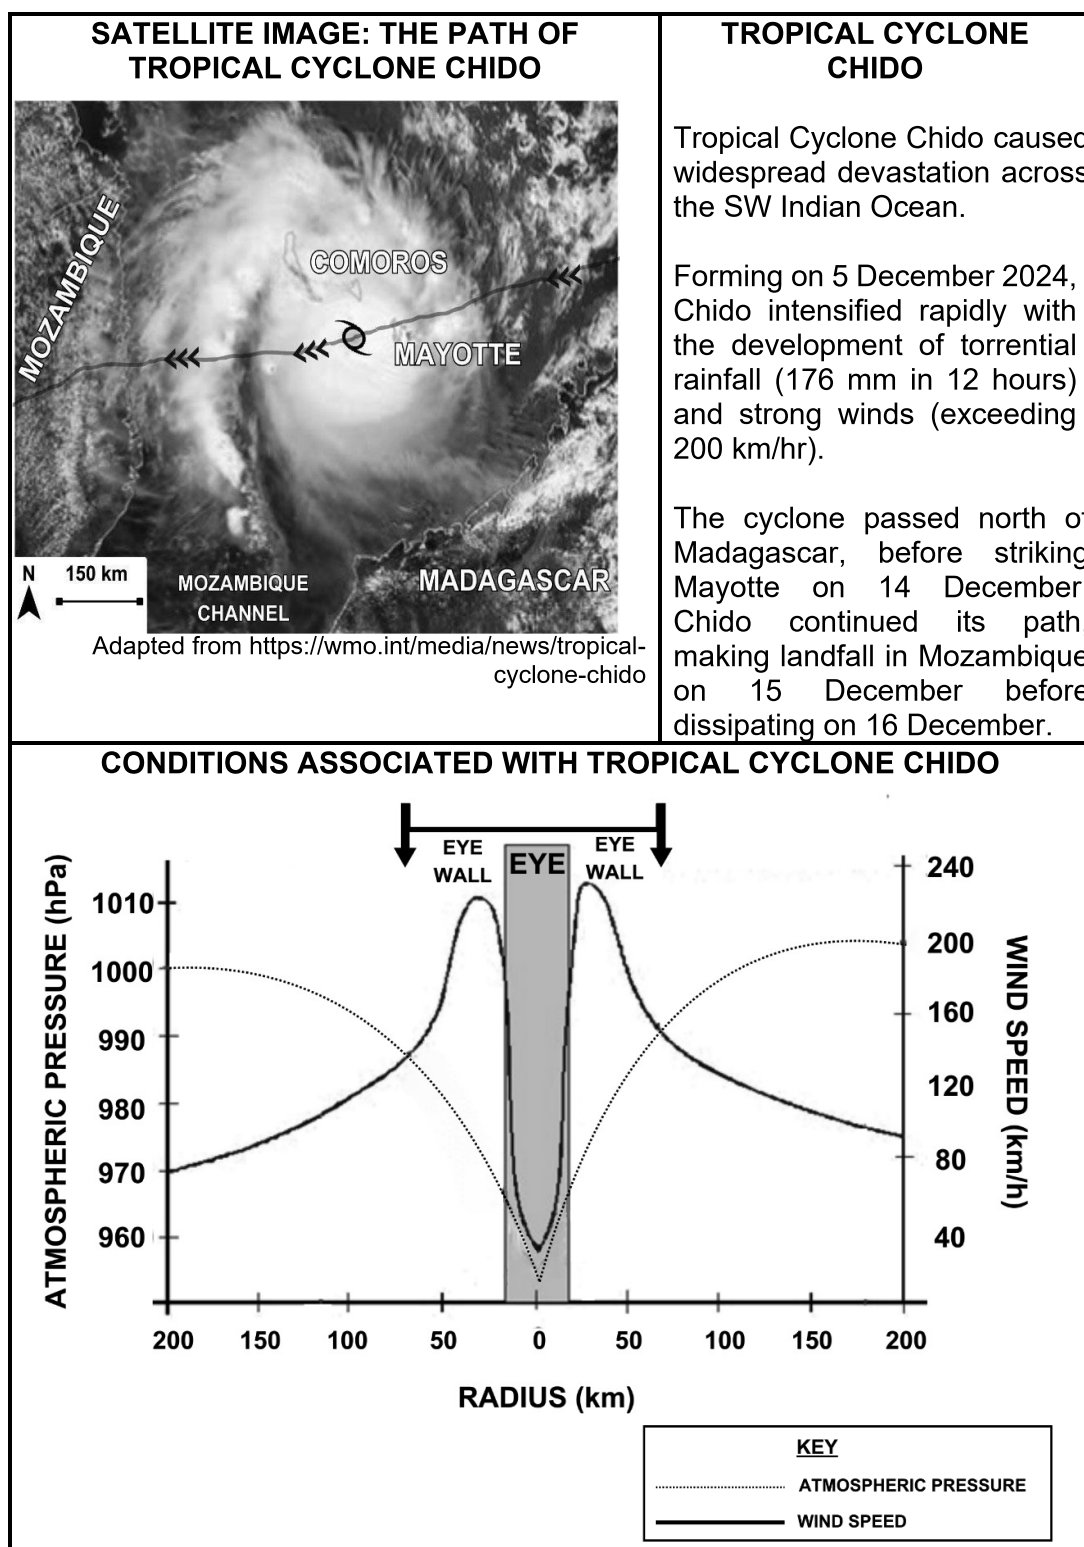 SATELLITE IMAGE: THE PATH OF
TROPICAL CYCLONE CHIDO
MOZAMBIQUE
COMOROS
MAYOTTE
N
150 km
MOZAMBIQUE
CHANNEL
MADAGASCAR
Adapted from https://wmo.int/media/news/tropical-
cyclone-chido
TROPICAL CYCLONE
CHIDO
Tropical Cyclone Chido caused
widespread devastation across
the SW Indian Ocean.
Forming on 5 December 2024,
Chido intensified rapidly with
the development of torrential
rainfall (176 mm in 12 hours)
and strong winds (exceeding
200 km/hr).
The cyclone passed north of
Madagascar, before striking
Mayotte on 14 December
Chido continued its path,
making landfall in Mozambique
on 15 December before
dissipating on 16 December.
CONDITIONS ASSOCIATED WITH TROPICAL CYCLONE CHIDO
EYE
WALL
EYE
EYE
WALL
ATMOSPHERIC PRESSURE (hPa)
1010
1000
990
980
970
960
240
200
160
120
80
40
WIND SPEED (km/h)
200 150 100 50 0 50 100 150 200
RADIUS (km)
KEY
ATMOSPHERIC PRESSURE
WIND SPEED